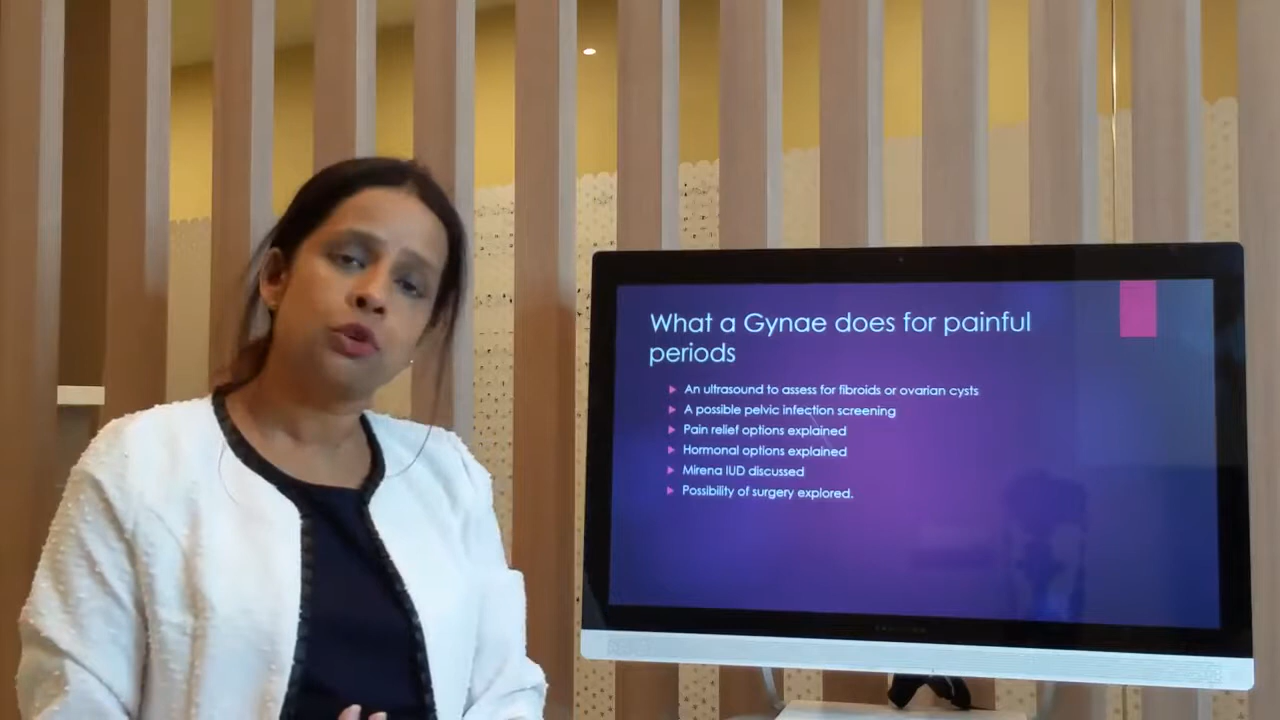 What a Gynae does for painful
periods
An ultrasound to assess for fibroids or ovarian cysts
A possible pelvic infection screening
Pain relief options explained
Hormonal options explained
Mirena IUD discussed
Possibility of surgery explored.